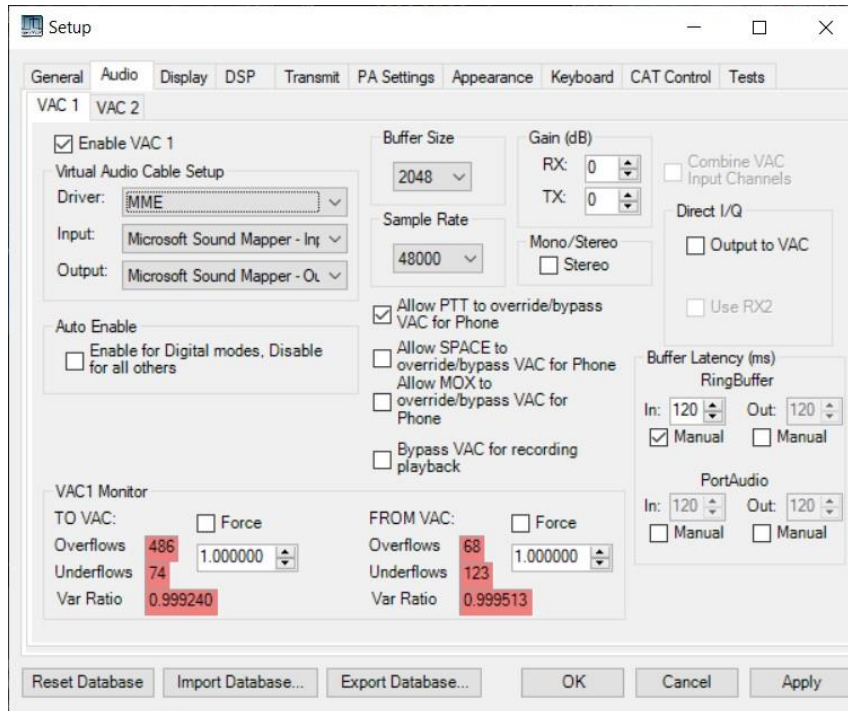 Setup
General Audio Display DSP Transmit PA Settings Appearance Keyboard CAT Control Tests
VAC 1 VAC 2
Enable VAC 1
Virtual Audio Cable Setup
Driver: MME
Input: Microsoft Sound Mapper - Inp
Output: Microsoft Sound Mapper - Ou
Auto Enable
Enable for Digital modes, Disable
for all others
Buffer Size
2048
Sample Rate
48000
Gain (dB)
RX: 0
TX: 0
Mono/Stereo
Stereo
Allow PTT to override/bypass
VAC for Phone
Allow SPACE to
override/bypass VAC for Phone
Allow MOX to
override/bypass VAC for
Phone
Bypass VAC for recording
playback
Combine VAC
Input Channels
Direct I/Q
Output to VAC
Use RX2
Buffer Latency (ms)
RingBuffer
In: 120 Out: 120
Manual Manual
PortAudio
In: 120 Out: 120
Manual Manual
VAC1 Monitor
TO VAC: Force
Overflows 486 1.000000
Underflows 74
Var Ratio 0.999240
FROM VAC: Force
Overflows 68 1.000000
Underflows 123
Var Ratio 0.999513
Reset Database Import Database... Export Database... OK Cancel Apply